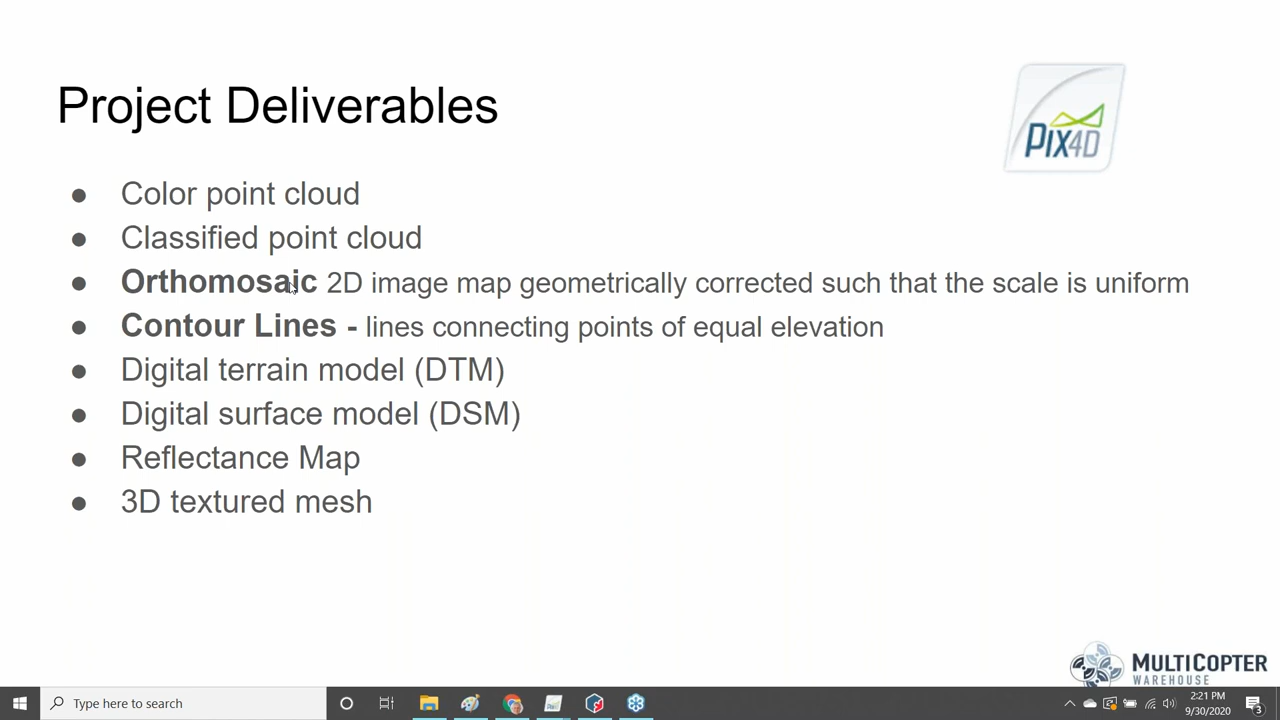 Project Deliverables
PIX4D
● Color point cloud
● Classified point cloud
● Orthomosaic 2D image map geometrically corrected such that the scale is uniform
● Contour Lines - lines connecting points of equal elevation
● Digital terrain model (DTM)
● Digital surface model (DSM)
● Reflectance Map
● 3D textured mesh
MULTICOPTER
WAREHOUSE
Type here to search
2:21 PM
9/30/2020
3